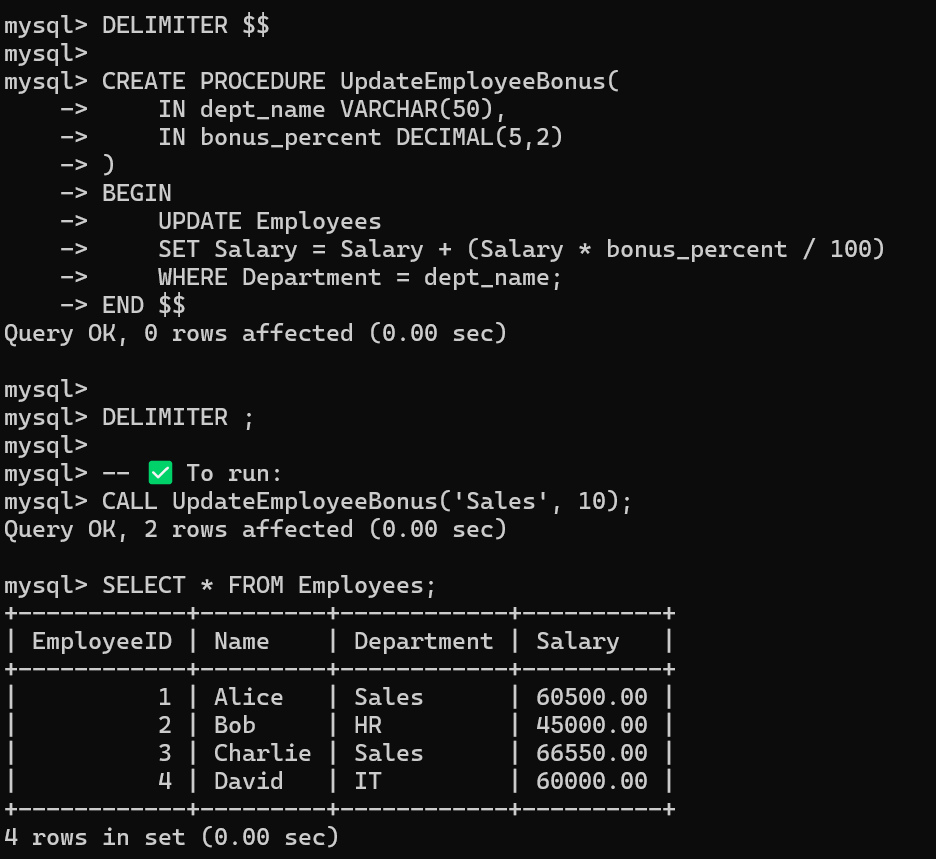 mysql> DELIMITER $$
mysql>
mysql> CREATE PROCEDURE UpdateEmployeeBonus(
    ->     IN dept_name VARCHAR(50),
    ->     IN bonus_percent DECIMAL(5,2)
    -> )
    -> BEGIN
    ->     UPDATE Employees
    ->     SET Salary = Salary + (Salary * bonus_percent / 100)
    ->     WHERE Department = dept_name;
    -> END $$
Query OK, 0 rows affected (0.00 sec)

mysql>
mysql> DELIMITER ;
mysql>
mysql> -- ✅ To run:
mysql> CALL UpdateEmployeeBonus('Sales', 10);
Query OK, 2 rows affected (0.00 sec)

mysql> SELECT * FROM Employees;
+------------+---------+------------+----------+
| EmployeeID | Name    | Department | Salary   |
+------------+---------+------------+----------+
|          1 | Alice   | Sales      | 60500.00 |
|          2 | Bob     | HR         | 45000.00 |
|          3 | Charlie | Sales      | 66550.00 |
|          4 | David   | IT         | 60000.00 |
+------------+---------+------------+----------+
4 rows in set (0.00 sec)